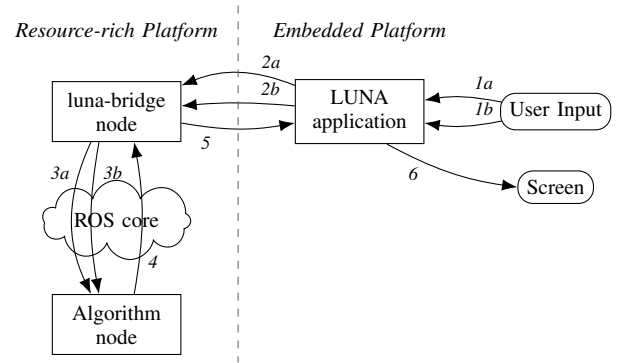 Resource-rich Platform
Embedded Platform
2a
2b
1a
1b
luna-bridge
node
LUNA
application
User Input
5
6
3a
3b
Screen
ROS core
4
Algorithm
node